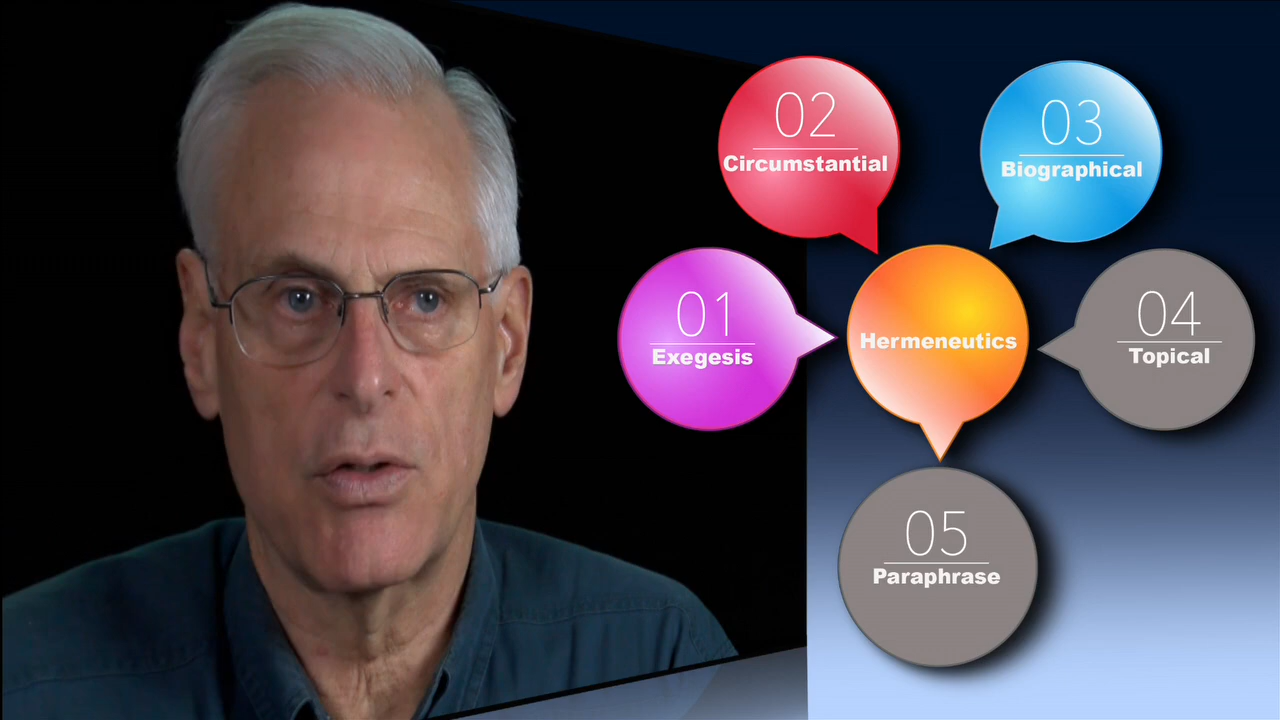 01
Exegesis
02
Circumstantial
03
Biographical
04
Topical
05
Paraphrase
Hermeneutics